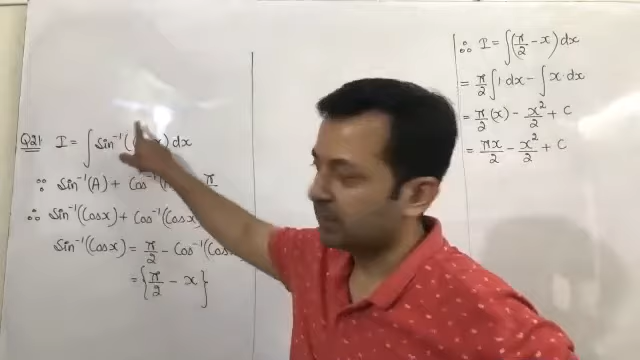 Q21 I = ∫ Sin⁻¹( x) dx
∵ Sin⁻¹(A) + Cos⁻¹( π
∴ Sin⁻¹(Cosx) + Cos⁻¹(Cosx
Sin⁻¹(Cosx) = π/2 − Cos⁻¹(Cos
= {π/2 − x}
∴ I = ∫(π/2 − x) dx
= π/2 ∫1·dx − ∫x·dx
= π/2 (x) − x²/2 + C
= πx/2 − x²/2 + C